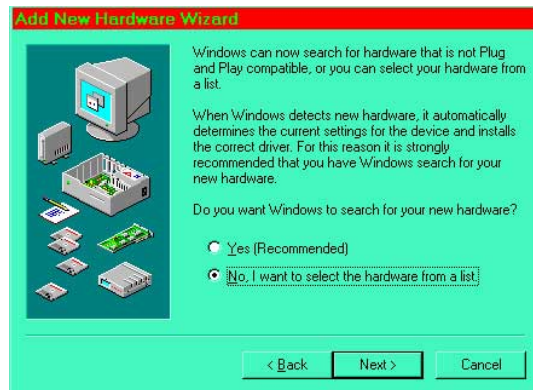 Add New Hardware Wizard
Windows can now search for hardware that is not Plug
and Play compatible, or you can select your hardware from
a list.
When Windows detects new hardware, it automatically
determines the current settings for the device and installs
the correct driver. For this reason it is strongly
recommended that you have Windows search for your
new hardware.
Do you want Windows to search for your new hardware?
Yes (Recommended)
No, I want to select the hardware from a list.
< Back
Next >
Cancel